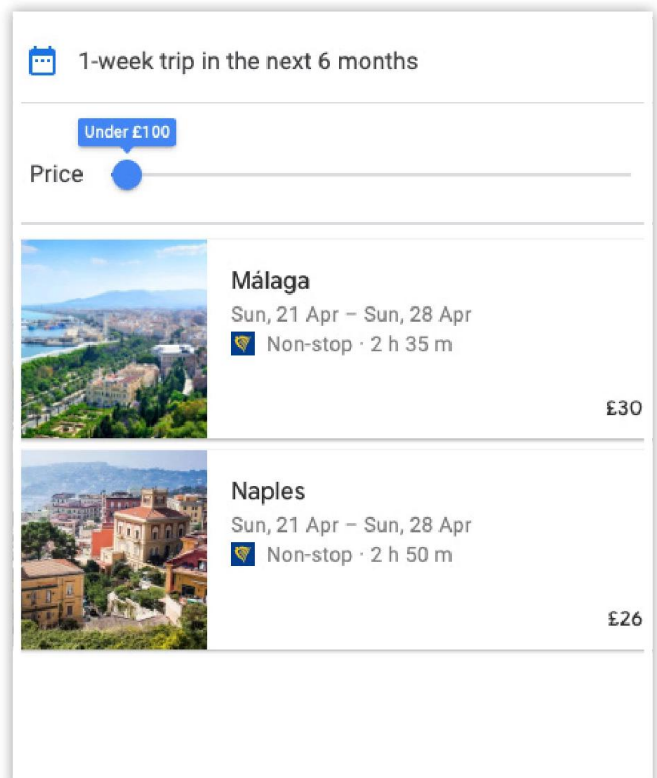 1-week trip in the next 6 months
Under £100
Price
Málaga
Sun, 21 Apr – Sun, 28 Apr
Non-stop · 2 h 35 m
£30
Naples
Sun, 21 Apr – Sun, 28 Apr
Non-stop · 2 h 50 m
£26